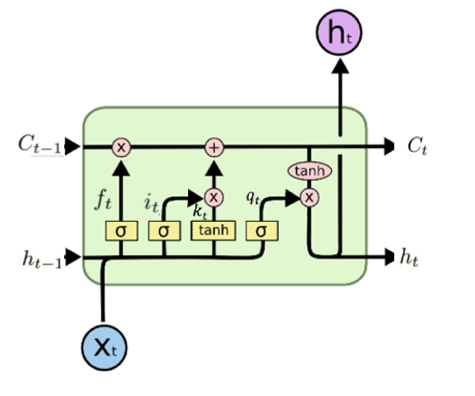 hₜ
Cₜ₋₁ x + Cₜ
tanh
fₜ iₜ x kₜ qₜ x
σ σ tanh σ
hₜ₋₁ hₜ
xₜ